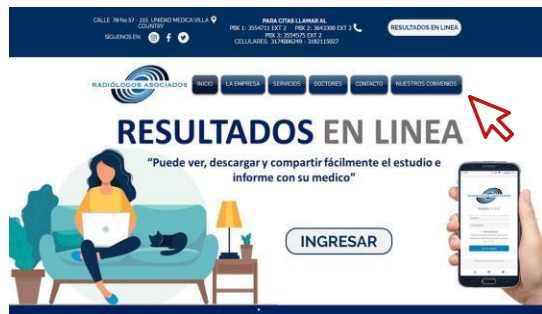 CALLE 78 No 57 - 215 UNIDAD MEDICA VILLA
COUNTRY
SÍGUENOS EN
PARA CITAS LLAMAR AL
PBX 1: 3554711 EXT 2 PBX 2: 3643300 EXT 2
PBX 3: 3554575 EXT 2
CELULARES: 3174006249 - 3182115027
RESULTADOS EN LINEA
RADIÓLOGOS ASOCIADOS
INICIO
LA EMPRESA
SERVICIOS
DOCTORES
CONTACTO
NUESTROS CONVENIOS
RESULTADOS EN LINEA
“Puede ver, descargar y compartir fácilmente el estudio e
informe con su medico”
INGRESAR